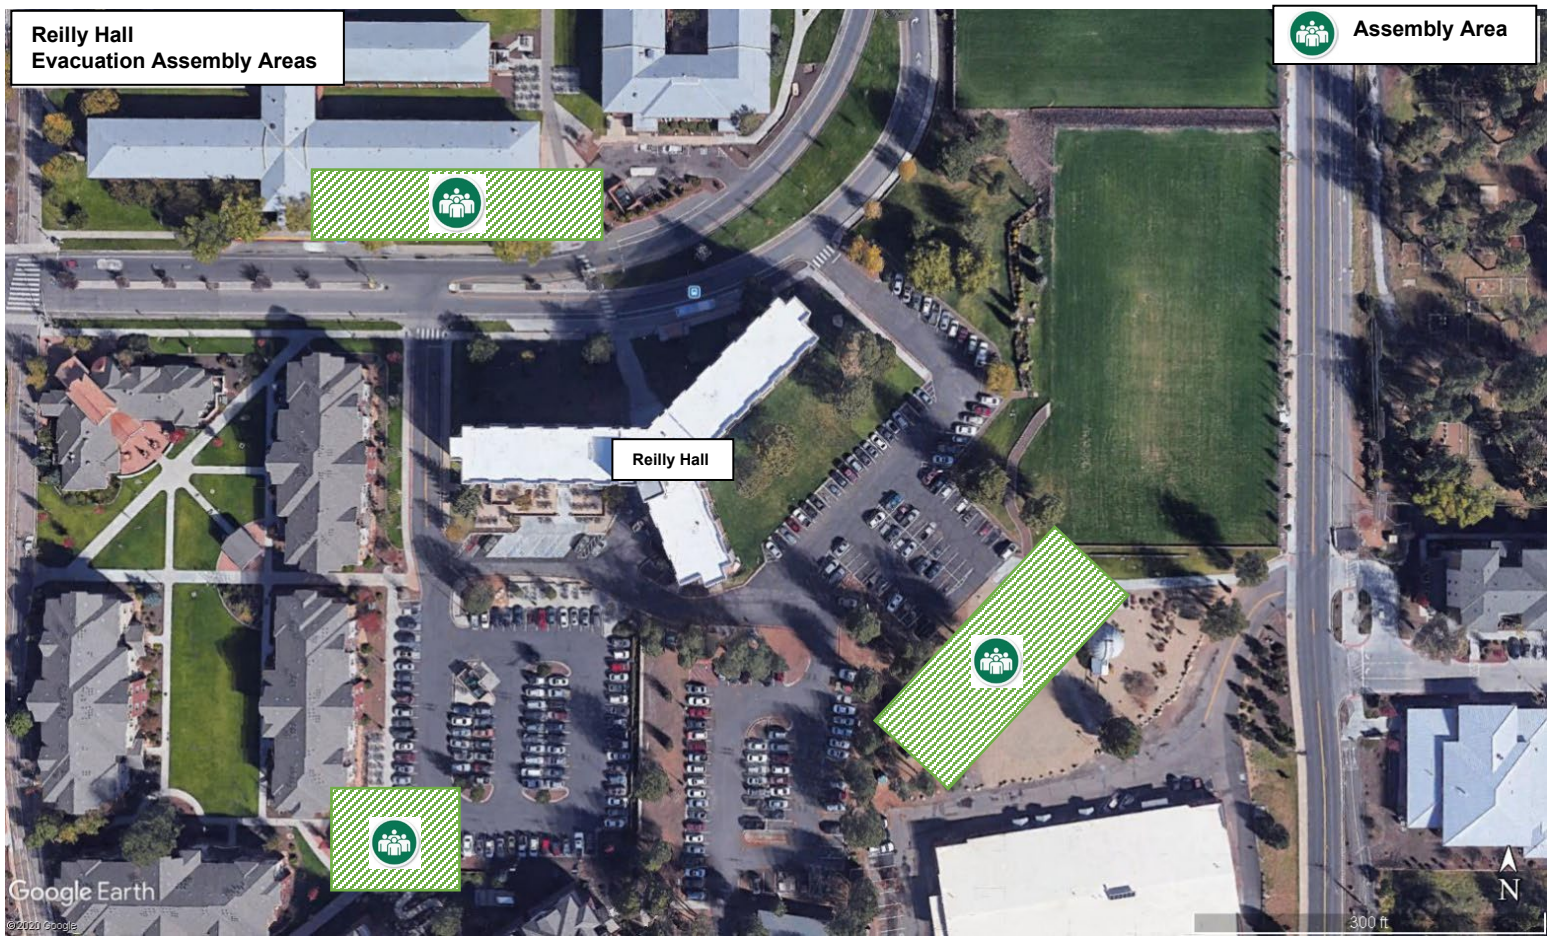 Reilly Hall
Evacuation Assembly Areas
Assembly Area
Reilly Hall
Google Earth
©2020 Google
N
300 ft